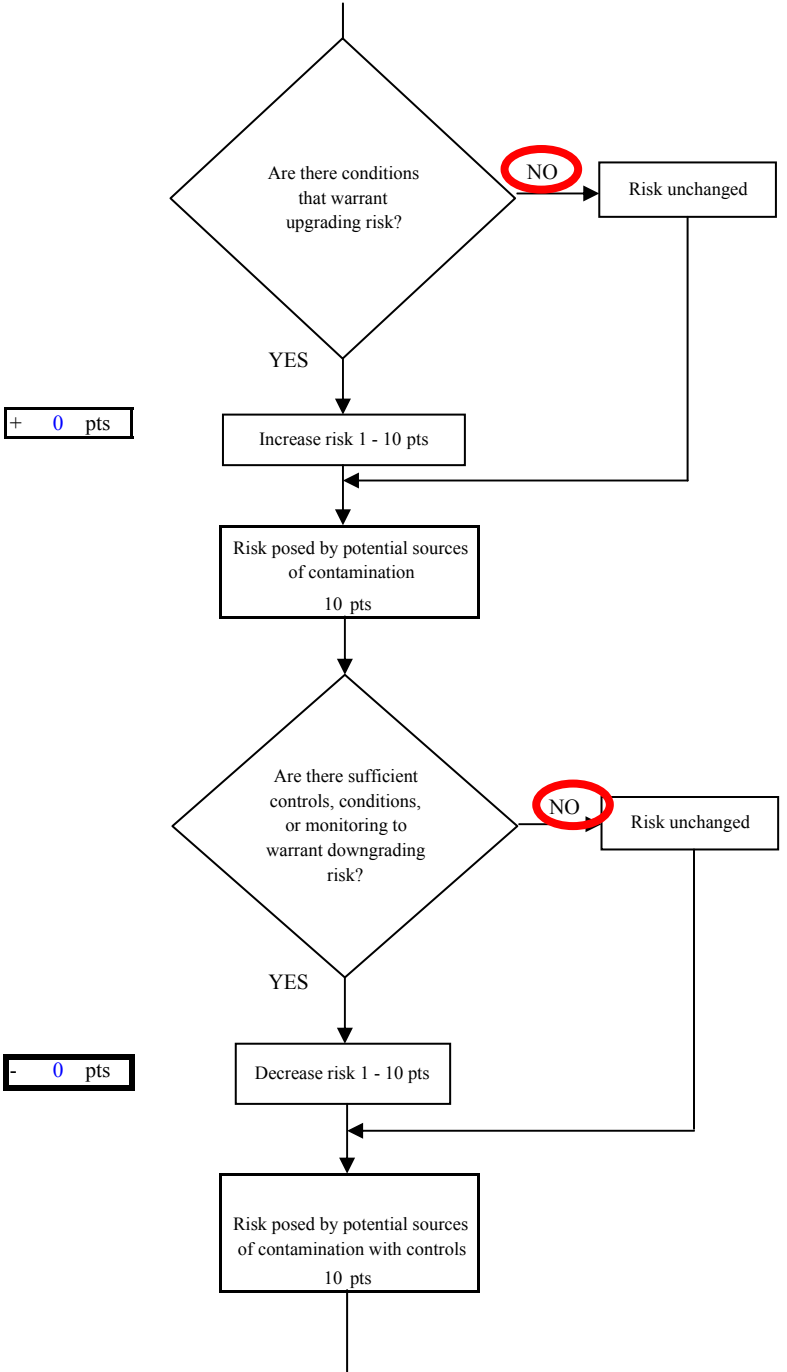 Are there conditions
that warrant
upgrading risk?
NO
Risk unchanged
YES
+ 0 pts
Increase risk 1 - 10 pts
Risk posed by potential sources
of contamination
10 pts
Are there sufficient
controls, conditions,
or monitoring to
warrant downgrading
risk?
NO
Risk unchanged
YES
- 0 pts
Decrease risk 1 - 10 pts
Risk posed by potential sources
of contamination with controls
10 pts